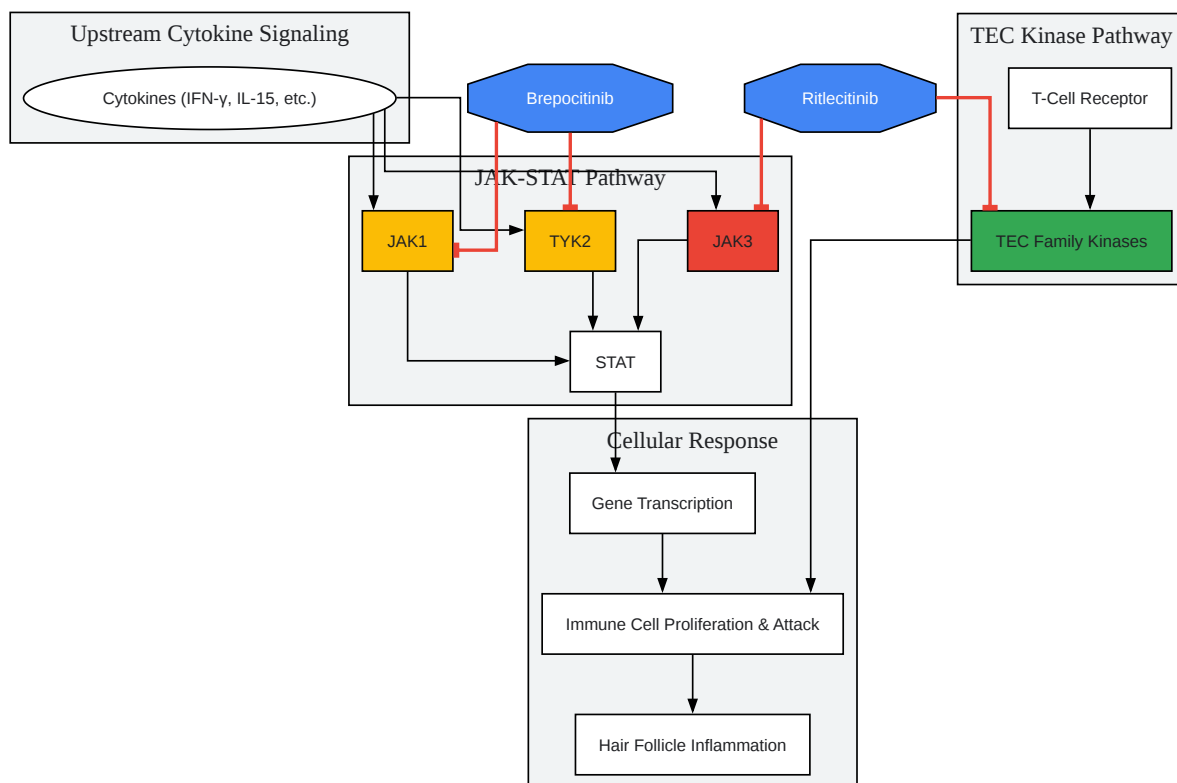 Upstream Cytokine Signaling
TEC Kinase Pathway
Cytokines (IFN-γ, IL-15, etc.)
Brepocitinib
Ritlecitinib
T-Cell Receptor
JAK-STAT Pathway
JAK1
TYK2
JAK3
TEC Family Kinases
STAT
Cellular Response
Gene Transcription
Immune Cell Proliferation & Attack
Hair Follicle Inflammation